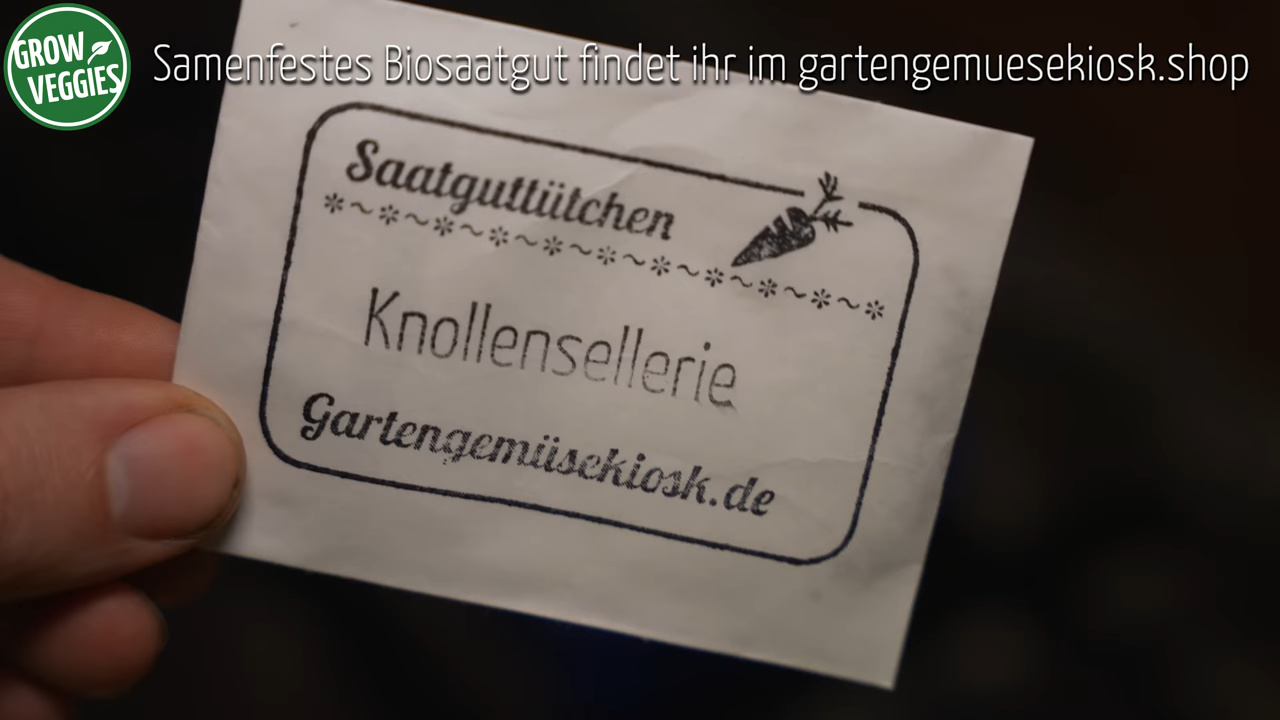 GROW
VEGGIES
Samenfestes Biosaatgut findet ihr im gartengemuesekiosk.shop
Saatguttütchen
*~*~*~*~*~*~*~*~*~*~*
Knollensellerie
Gartengemüsekiosk.de